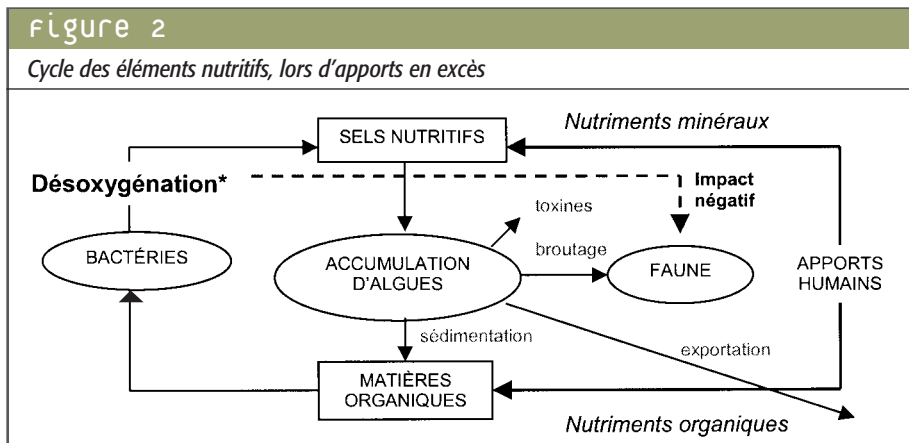 Figure 2
Cycle des éléments nutritifs, lors d'apports en excès
SELS NUTRITIFS
Nutriments minéraux
Désoxygénation*
Impact
négatif
toxines
BACTÉRIES
ACCUMULATION
D'ALGUES
broutage
FAUNE
APPORTS
HUMAINS
sédimentation
exportation
MATIÈRES
ORGANIQUES
Nutriments organiques